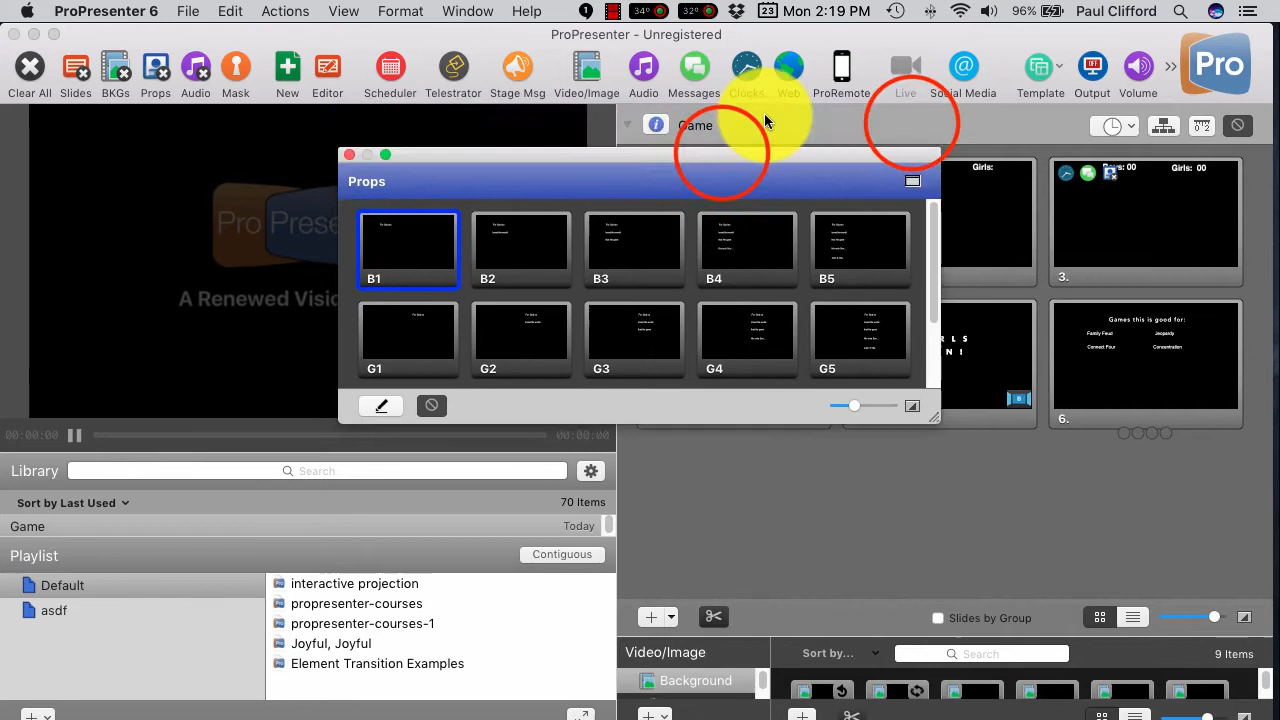 ProPresenter 6 File Edit Actions View Format Window Help 34° 32° 23 Mon 2:19 PM 96% Paul Clifford
ProPresenter - Unregistered
Clear All Slides BKGs Props Audio Mask New Editor Scheduler Telestrator Stage Msg Video/Image Audio Messages Clocks Web ProRemote Live Social Media Template Output Volume Pro
Game
Props
B1 B2 B3 B4 B5
G1 G2 G3 G4 G5
Girls:
Boys: 00 Girls: 00
3.
RLS
N!
Games this is good for:
Family Feud Jeopardy
Connect Four Concentration
6.
Pro Prese
A Renewed Visi
00:00:00 00:00:00
Library Search
Sort by Last Used 70 Items
Game Today
Playlist Contiguous
Default
asdf
interactive projection
propresenter-courses
propresenter-courses-1
Joyful, Joyful
Element Transition Examples
Slides by Group
Video/Image Sort by... Search 9 Items
Background